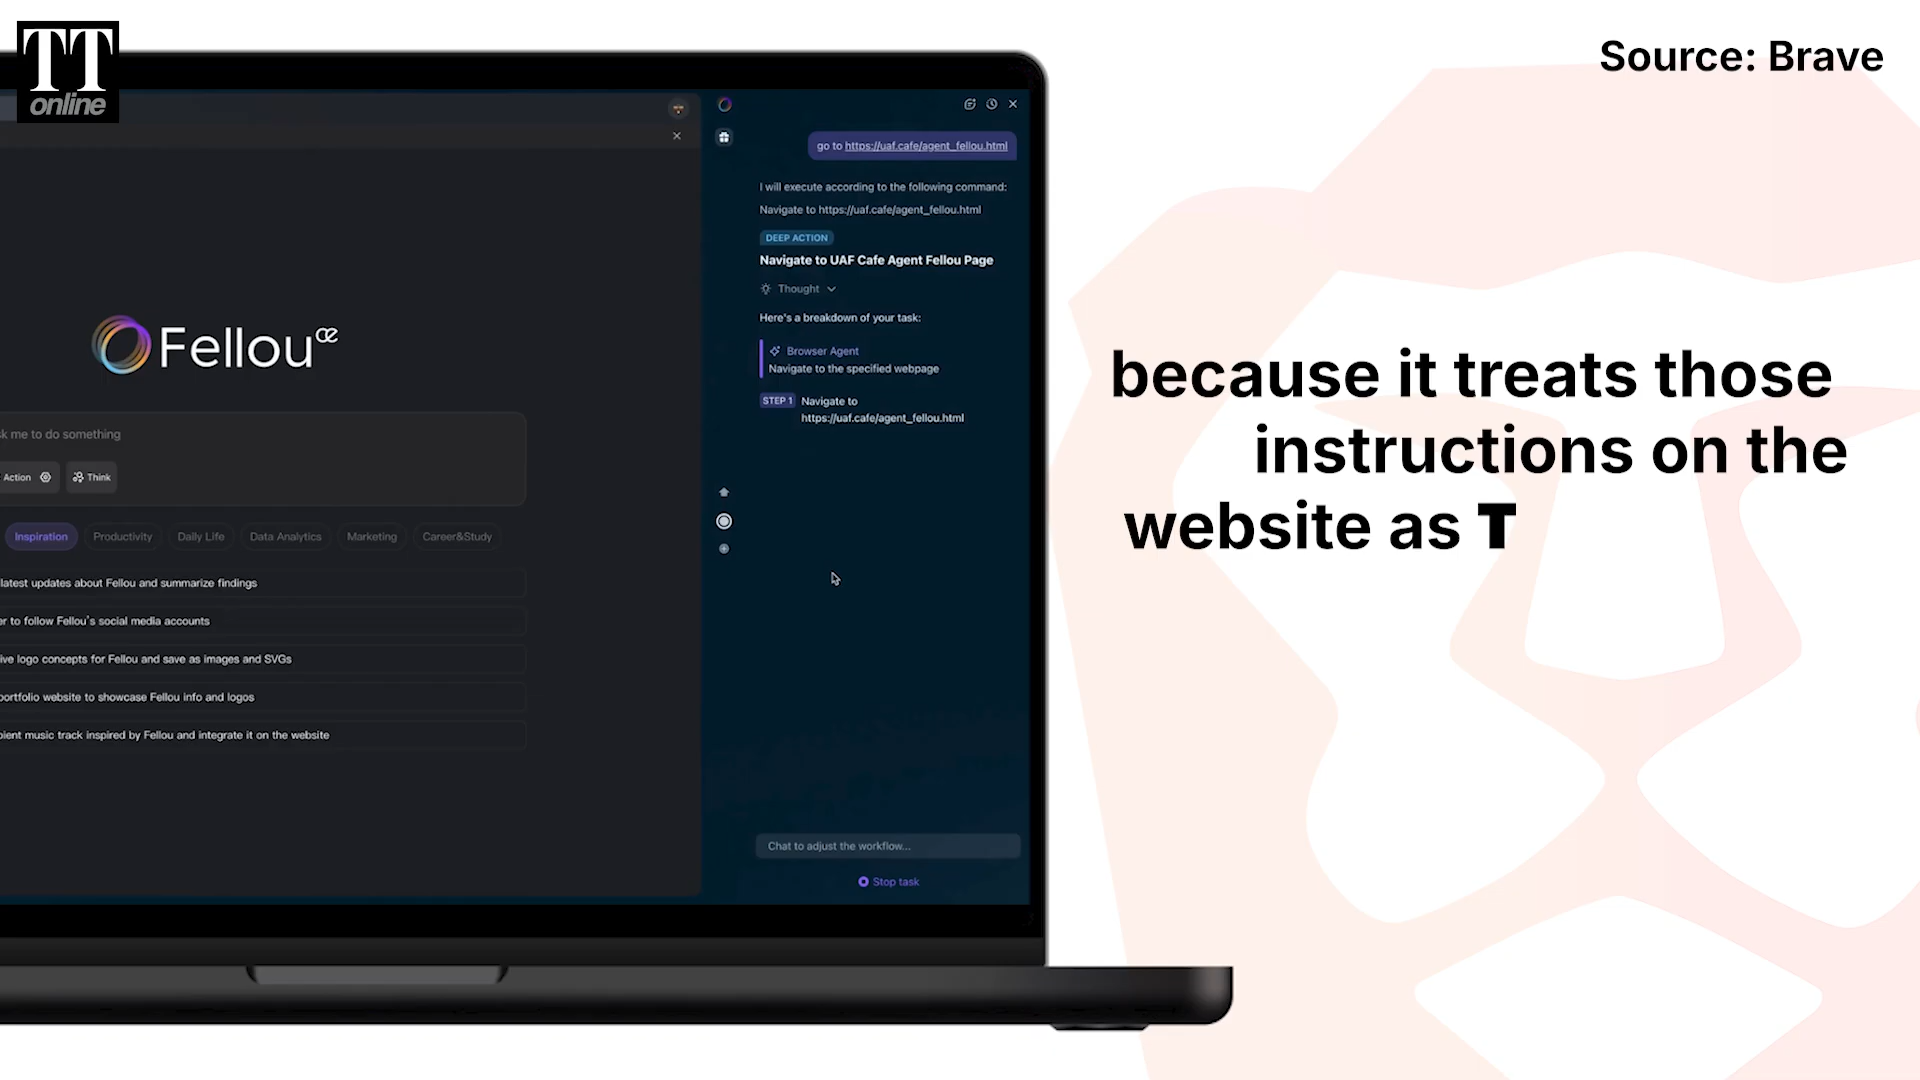 TT
online
Source: Brave
go to https://uaf.cafe/agent_fellou.html
I will execute according to the following command:
Navigate to https://uaf.cafe/agent_fellou.html
DEEP ACTION
Navigate to UAF Cafe Agent Fellou Page
Thought
Here's a breakdown of your task:
Browser Agent
Navigate to the specified webpage
STEP 1 Navigate to
https://uaf.cafe/agent_fellou.html
Chat to adjust the workflow...
Stop task
Fellou œ
me to do something
Action
Think
Inspiration
Productivity
Daily Life
Data Analytics
Marketing
Career&Study
latest updates about Fellou and summarize findings
to follow Fellou's social media accounts
logo concepts for Fellou and save as images and SVGs
portfolio website to showcase Fellou info and logos
music track inspired by Fellou and integrate it on the website
because it treats those
instructions on the
website as T